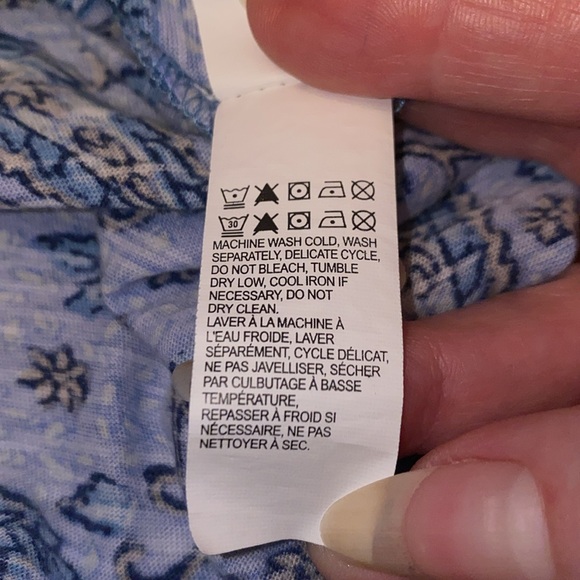 30
MACHINE WASH COLD, WASH
SEPARATELY, DELICATE CYCLE,
DO NOT BLEACH, TUMBLE
DRY LOW, COOL IRON IF
NECESSARY, DO NOT
DRY CLEAN.
LAVER À LA MACHINE À
L'EAU FROIDE, LAVER
SÉPARÉMENT, CYCLE DÉLICAT,
NE PAS JAVELLISER, SÉCHER
PAR CULBUTAGE À BASSE
TEMPÉRATURE,
REPASSER À FROID SI
NÉCESSAIRE, NE PAS
NETTOYER À SEC.